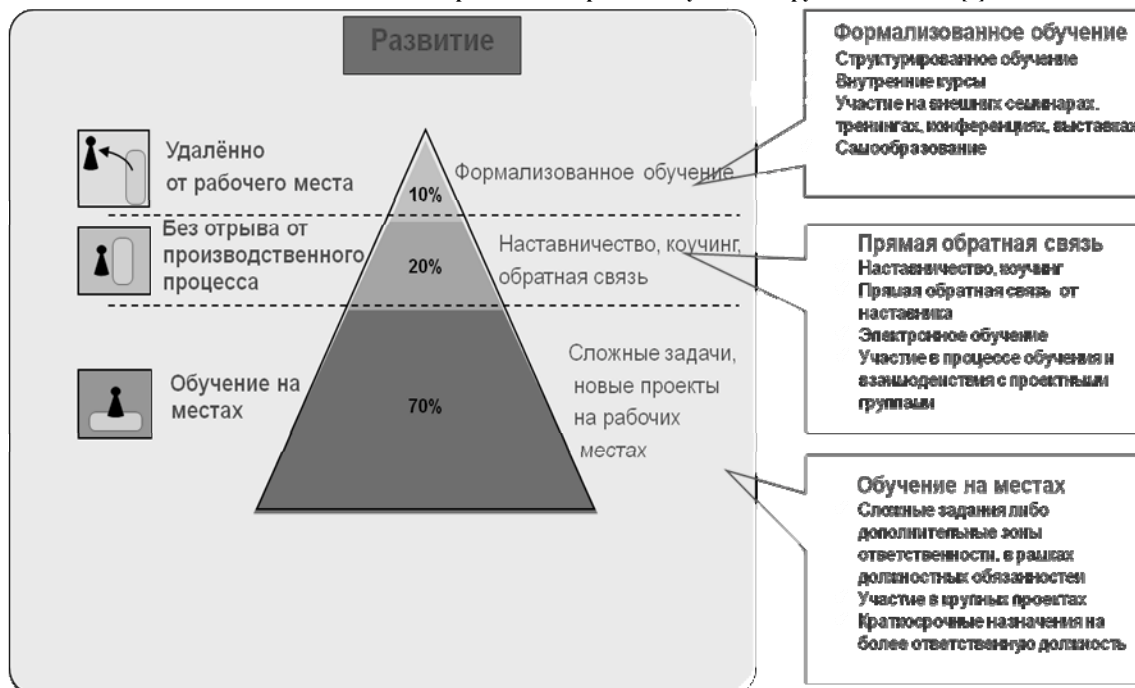 Развитие
Удалённо
от рабочего места
10%
Формализованное обучение
Без отрыва от
производственного
процесса
20%
Наставничество, коучинг,
обратная связь
Обучение на
местах
70%
Сложные задачи,
новые проекты
на рабочих
местах
Формализованное обучение
Структурированное обучение
Внутренние курсы
Участие на внешних семинарах,
тренингах, конференциях, выставках
Самообразование
Прямая обратная связь
Наставничество, коучинг
Прямая обратная связь от
наставника
Электронное обучение
Участие в процессе обучения и
взаимодействия с проектными
группами
Обучение на местах
Сложные задания либо
дополнительные зоны
ответственности, в рамках
должностных обязанностей
Участие в крупных проектах
Краткосрочные назначения на
более ответственную должность